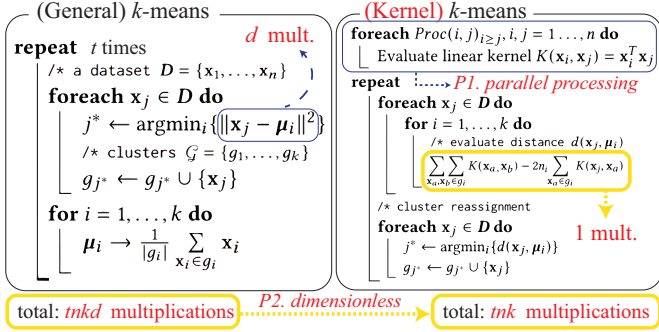 (General) k-means
d mult.
repeat t times
/* a dataset D = {x₁, . . . , xₙ}
foreach xⱼ ∈ D do
j* ← argminᵢ{‖xⱼ − μᵢ‖²}
/* clusters 𝒢 = {g₁, . . . , gₖ}
gⱼ* ← gⱼ* ∪ {xⱼ}
for i = 1, . . . , k do
μᵢ → 1/|gᵢ| ∑_{xᵢ∈gᵢ} xᵢ
total: tnkd multiplications
(Kernel) k-means
foreach Proc(i, j)ᵢ≥ⱼ, i, j = 1 . . . , n do
Evaluate linear kernel K(xᵢ, xⱼ) = xᵢᵀxⱼ
P1. parallel processing
repeat
foreach xⱼ ∈ D do
for i = 1, . . . , k do
/* evaluate distance d(xⱼ, μᵢ)
∑∑_{xₐ,x_b∈gᵢ} K(xₐ, x_b) − 2nᵢ ∑_{xₐ∈gᵢ} K(xⱼ, xₐ)
1 mult.
/* cluster reassignment
foreach xⱼ ∈ D do
j* ← argminᵢ{d(xⱼ, μᵢ)}
gⱼ* ← gⱼ* ∪ {xⱼ}
P2. dimensionless
total: tnk multiplications